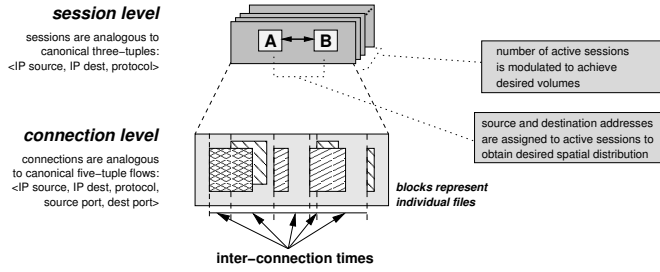 session level
sessions are analogous to
canonical three-tuples:
<IP source, IP dest, protocol>
A
B
number of active sessions
is modulated to achieve
desired volumes
source and destination addresses
are assigned to active sessions to
obtain desired spatial distribution
connection level
connections are analogous
to canonical five-tuple flows:
<IP source, IP dest, protocol,
source port, dest port>
blocks represent
individual files
inter-connection times